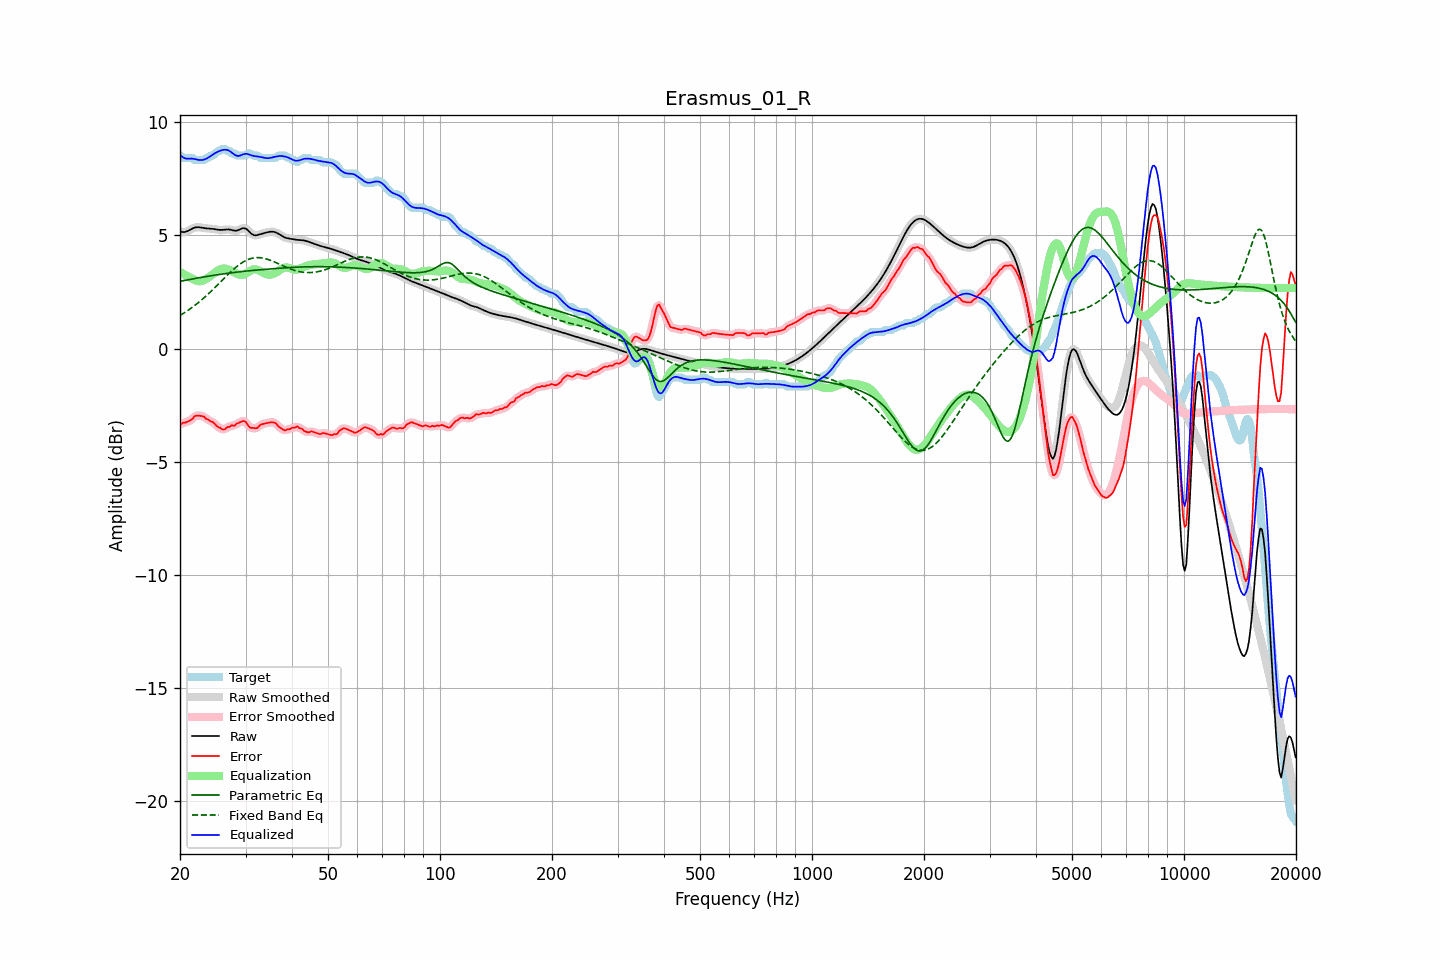 Erasmus_01_R
Amplitude (dBr)
10
5
0
−5
−10
−15
−20
Target
Raw Smoothed
Error Smoothed
Raw
Error
Equalization
Parametric Eq
Fixed Band Eq
Equalized
20 50 100 200 500 1000 2000 5000 10000 20000
Frequency (Hz)